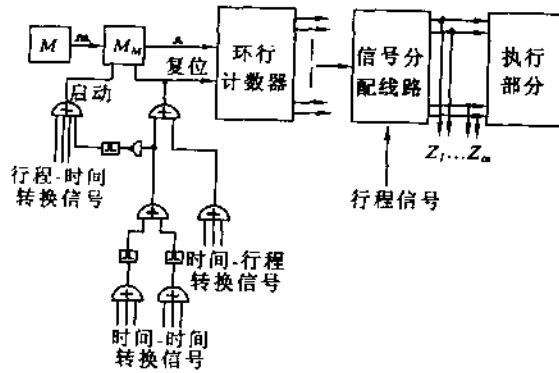 M
M_M
环行
计数器
信号分
配线路
执行
部分
复位
启动
Z₁...Zₘ
行程-时间
转换信号
行程信号
时间-行程
转换信号
时间-时间
转换信号